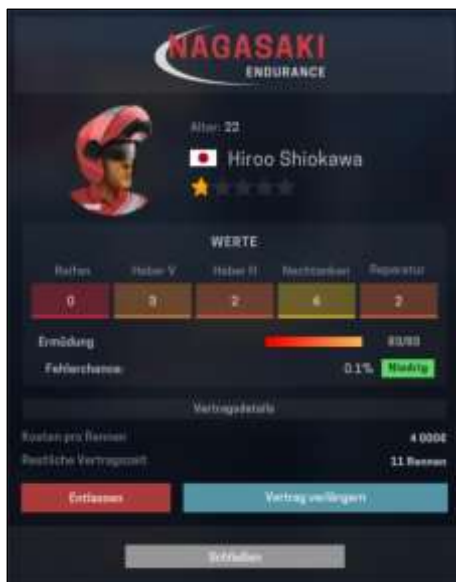 NAGASAKI
ENDURANCE
Alter: 22
Hiroo Shiokawa
WERTE
Reifen Heber V Heber H Nachtanken Reparatur
0 3 2 6 2
Ermüdung
Fehlerchance: 0.1% Niedrig
Vertragsdetails
Kosten pro Rennen 4 000€
Restliche Vertragszeit 11 Rennen
Entlassen Vertrag verlängern
Schließen